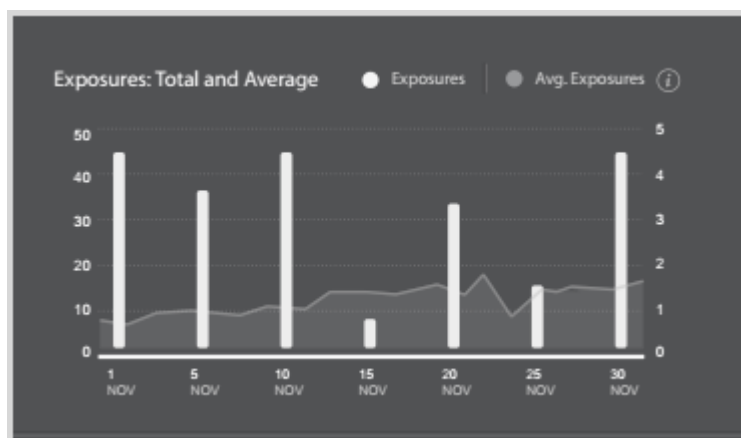 Exposures: Total and Average Exposures Avg. Exposures i
50 5
40 4
30 3
20 2
10 1
0 0
1 5 10 15 20 25 30
NOV NOV NOV NOV NOV NOV NOV